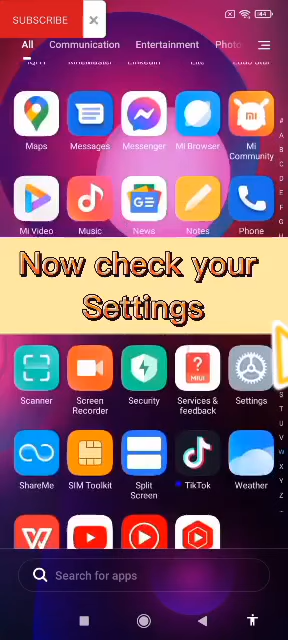 SUBSCRIBE
44
All Communication Entertainment Photo
Maps Messages Messenger Mi Browser Mi
Community
Mi Video Music News Notes Phone
Now check your
Settings
Scanner Screen
Recorder Security Services &
feedback Settings
ShareMe SIM Toolkit Split
Screen TikTok Weather
Search for apps